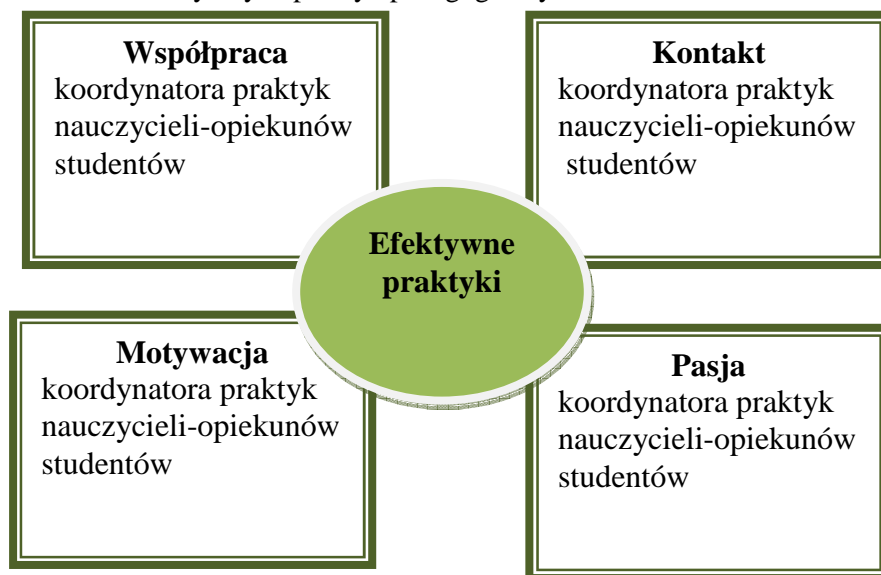 Współpraca
koordynatora praktyk
nauczycieli-opiekunów
studentów
Kontakt
koordynatora praktyk
nauczycieli-opiekunów
studentów
Efektywne
praktyki
Motywacja
koordynatora praktyk
nauczycieli-opiekunów
studentów
Pasja
koordynatora praktyk
nauczycieli-opiekunów
studentów